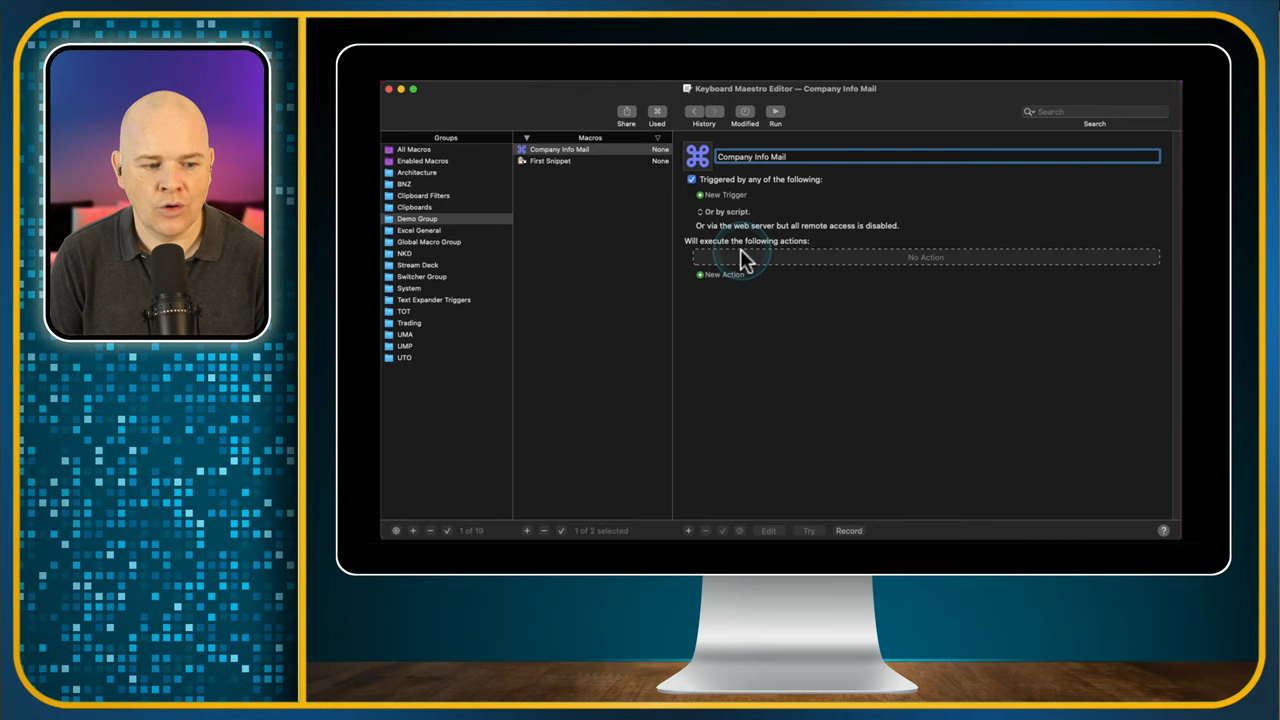 Keyboard Maestro Editor — Company Info Mail
Share
Used
History
Modified
Run
Search
Search
Groups
Macros
All Macros
Enabled Macros
Architecture
BNZ
Clipboard Filters
Clipboards
Demo Group
Excel General
Global Macro Group
NKD
Stream Deck
Switcher Group
System
Text Expander Triggers
TOT
Trading
UMA
UMP
UTO
Company Info Mail None
First Snippet None
Company Info Mail
Triggered by any of the following:
New Trigger
Or by script.
Or via the web server but all remote access is disabled.
Will execute the following actions:
No Action
New Action
1 of 19
1 of 2 selected
Edit
Try
Record
?